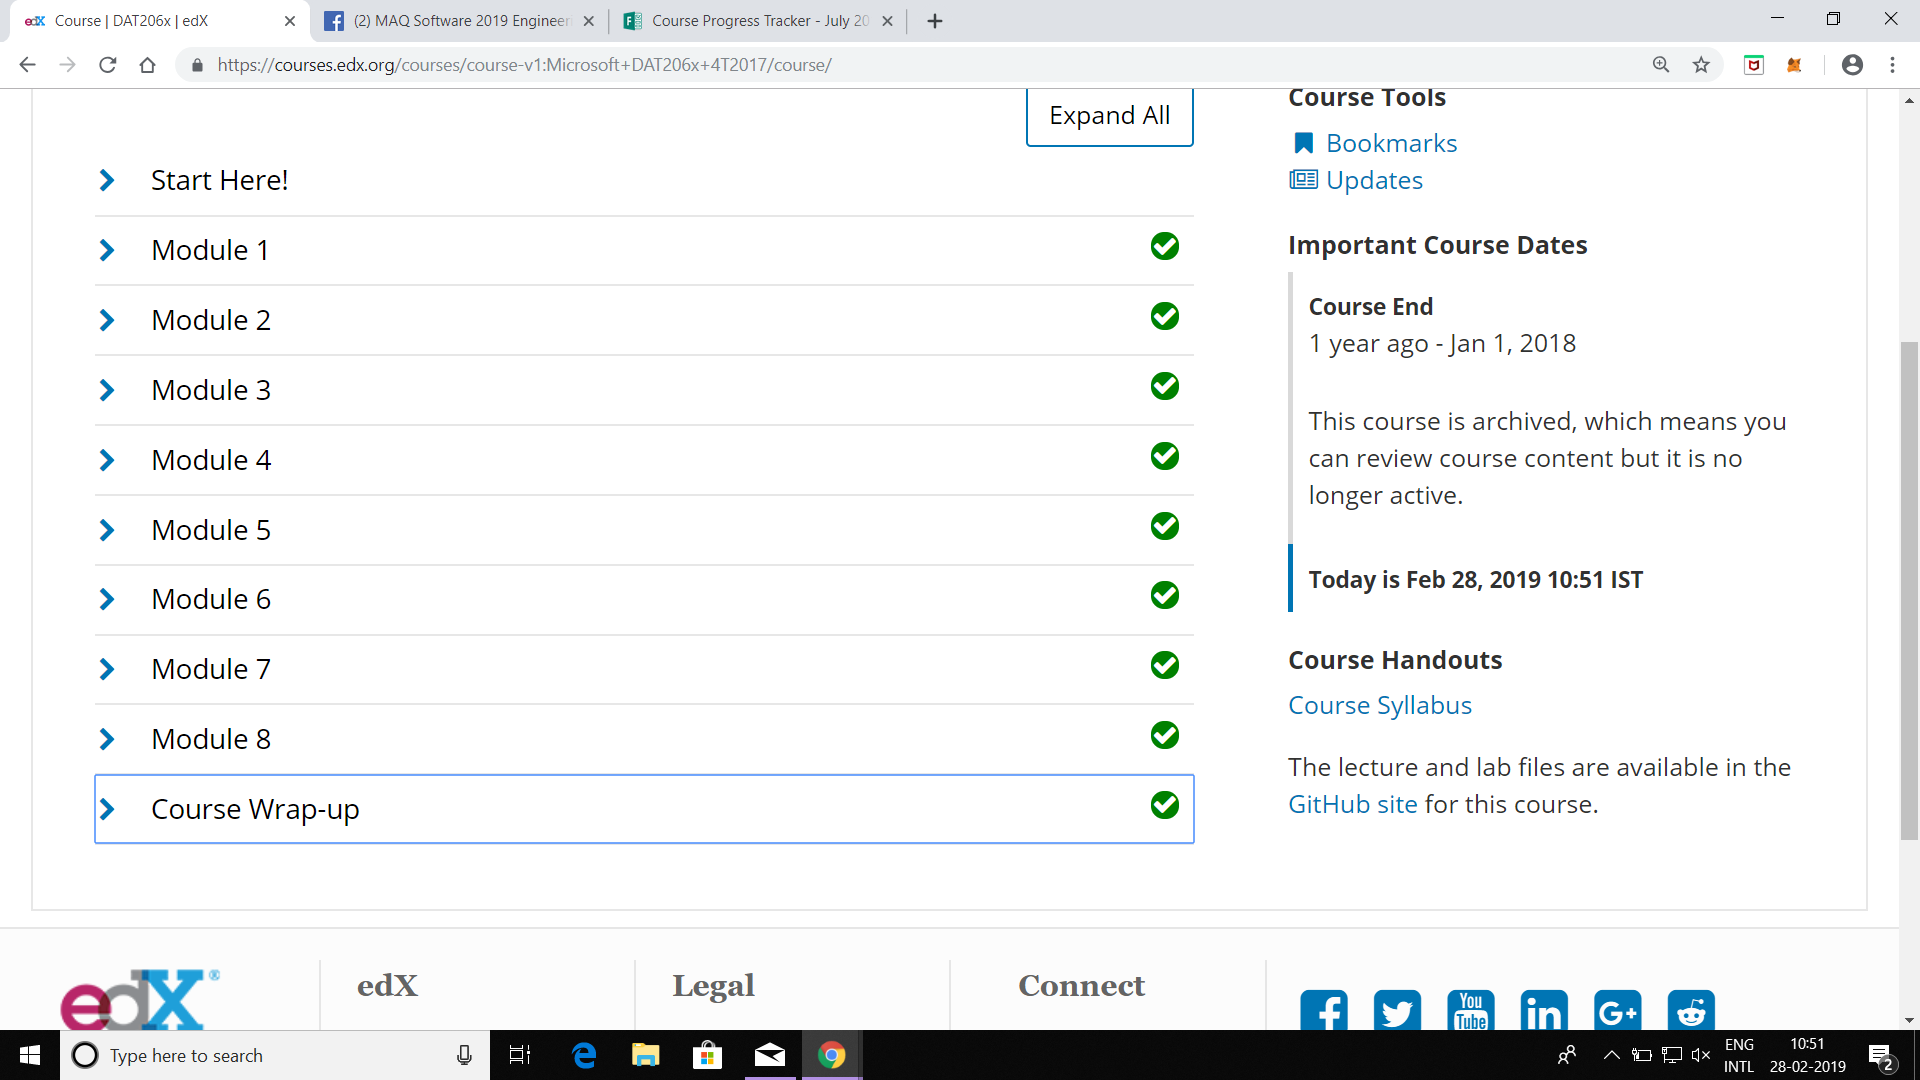 Course | DAT206x | edX
(2) MAQ Software 2019 Engineer
Course Progress Tracker - July 20
https://courses.edx.org/courses/course-v1:Microsoft+DAT206x+4T2017/course/
Expand All
Start Here!
Module 1
Module 2
Module 3
Module 4
Module 5
Module 6
Module 7
Module 8
Course Wrap-up
Course Tools
Bookmarks
Updates
Important Course Dates
Course End
1 year ago - Jan 1, 2018
This course is archived, which means you
can review course content but it is no
longer active.
Today is Feb 28, 2019 10:51 IST
Course Handouts
Course Syllabus
The lecture and lab files are available in the
GitHub site for this course.
edX
edX
Legal
Connect
You
Tube
in
G+
Type here to search
ENG
INTL
10:51
28-02-2019
2